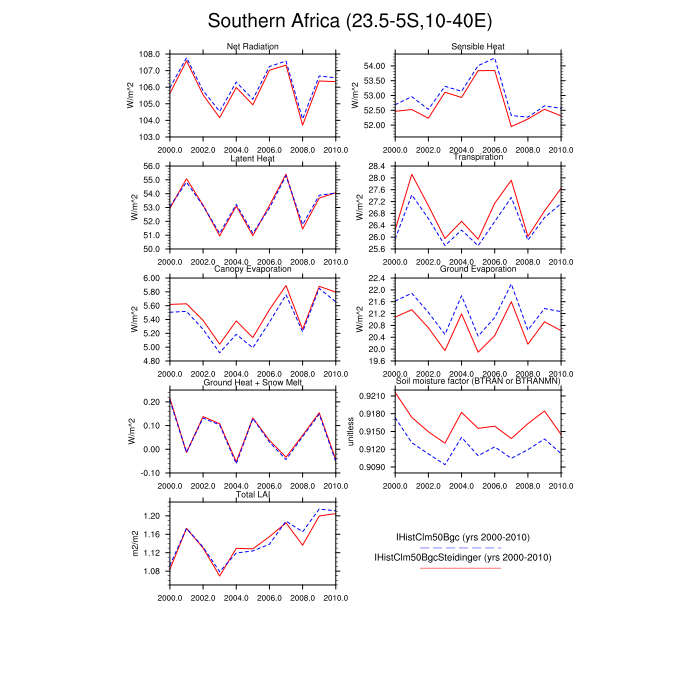 Southern Africa (23.5-5S,10-40E)
Net Radiation
W/m^2
108.0
107.0
106.0
105.0
104.0
103.0
2000.0 2002.0 2004.0 2006.0 2008.0 2010.0
Sensible Heat
W/m^2
54.00
53.50
53.00
52.50
52.00
2000.0 2002.0 2004.0 2006.0 2008.0 2010.0
Latent Heat
W/m^2
56.0
55.0
54.0
53.0
52.0
51.0
50.0
2000.0 2002.0 2004.0 2006.0 2008.0 2010.0
Transpiration
W/m^2
28.4
28.0
27.6
27.2
26.8
26.4
26.0
25.6
2000.0 2002.0 2004.0 2006.0 2008.0 2010.0
Canopy Evaporation
W/m^2
6.00
5.80
5.60
5.40
5.20
5.00
4.80
2000.0 2002.0 2004.0 2006.0 2008.0 2010.0
Ground Evaporation
W/m^2
22.4
22.0
21.6
21.2
20.8
20.4
20.0
19.6
2000.0 2002.0 2004.0 2006.0 2008.0 2010.0
Ground Heat + Snow Melt
W/m^2
0.20
0.10
0.00
-0.10
2000.0 2002.0 2004.0 2006.0 2008.0 2010.0
Soil moisture factor (BTRAN or BTRANMN)
unitless
0.9210
0.9180
0.9150
0.9120
0.9090
2000.0 2002.0 2004.0 2006.0 2008.0 2010.0
Total LAI
m2/m2
1.20
1.16
1.12
1.08
2000.0 2002.0 2004.0 2006.0 2008.0 2010.0
IHistClm50Bgc (yrs 2000-2010)
IHistClm50BgcSteidinger (yrs 2000-2010)